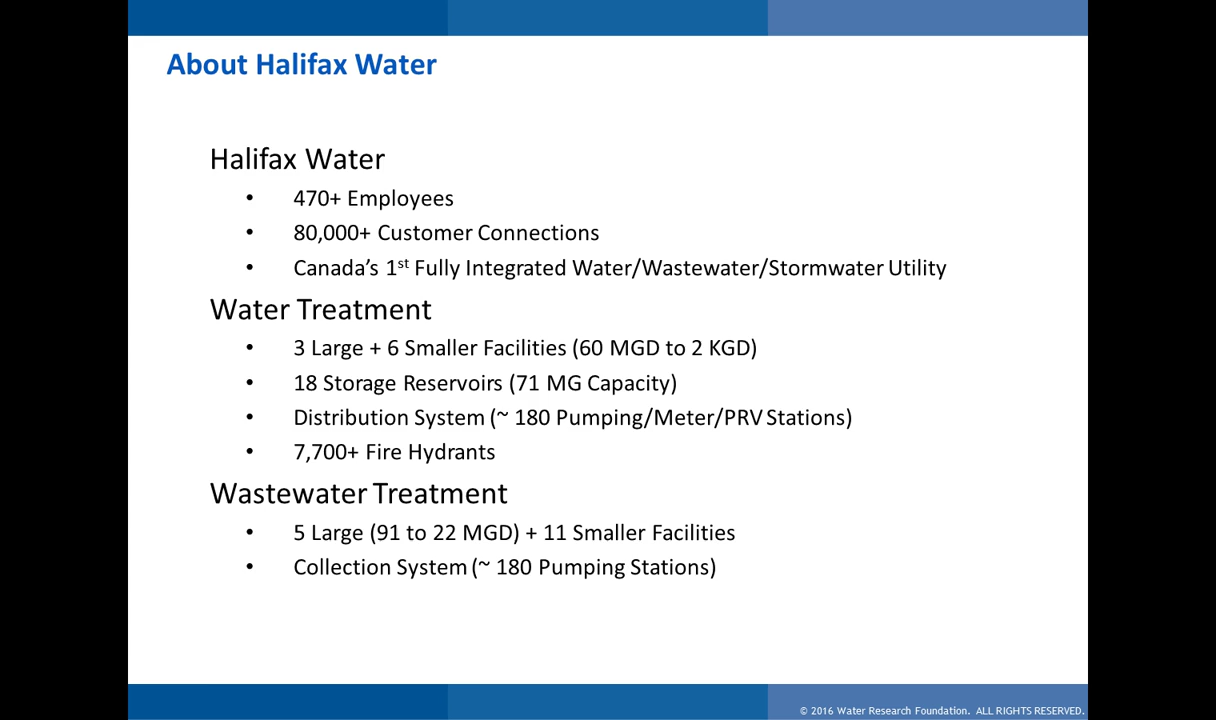 About Halifax Water
Halifax Water
• 470+ Employees
• 80,000+ Customer Connections
• Canada’s 1st Fully Integrated Water/Wastewater/Stormwater Utility
Water Treatment
• 3 Large + 6 Smaller Facilities (60 MGD to 2 KGD)
• 18 Storage Reservoirs (71 MG Capacity)
• Distribution System (~ 180 Pumping/Meter/PRV Stations)
• 7,700+ Fire Hydrants
Wastewater Treatment
• 5 Large (91 to 22 MGD) + 11 Smaller Facilities
• Collection System (~ 180 Pumping Stations)
© 2016 Water Research Foundation. ALL RIGHTS RESERVED.